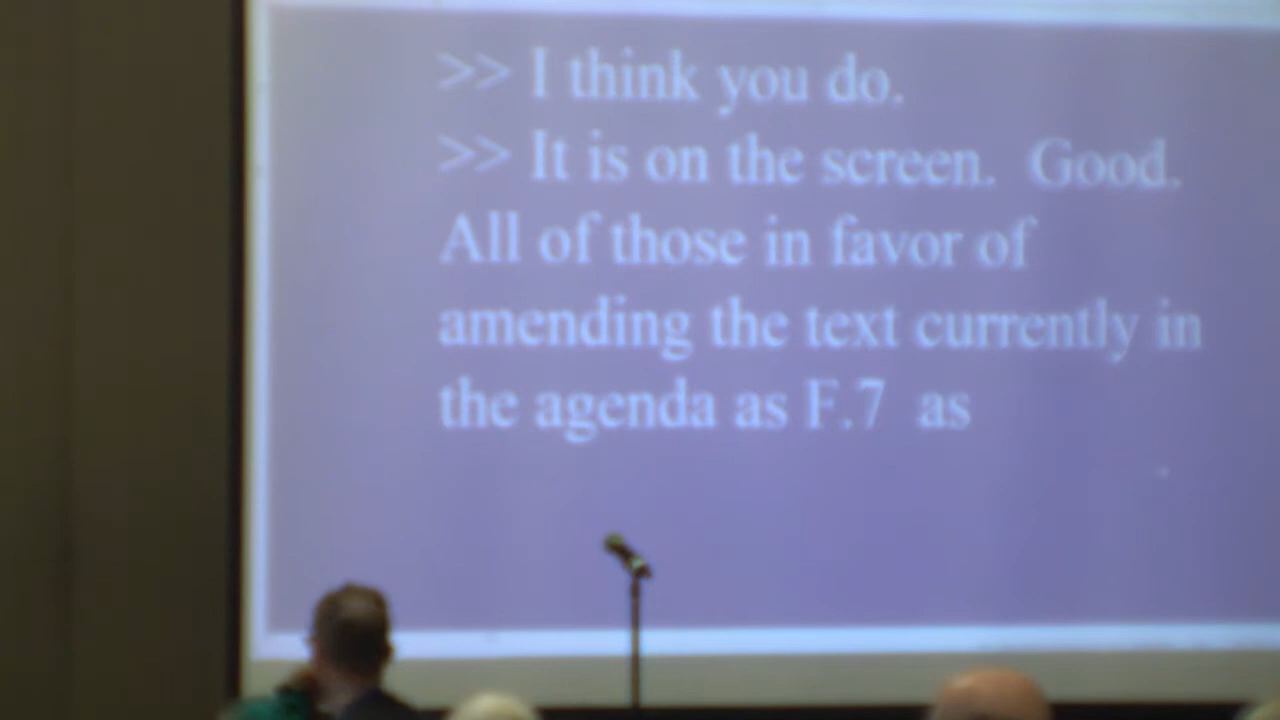 >> I think you do.
>> It is on the screen.  Good.
All of those in favor of
amending the text currently in
the agenda as F.7  as